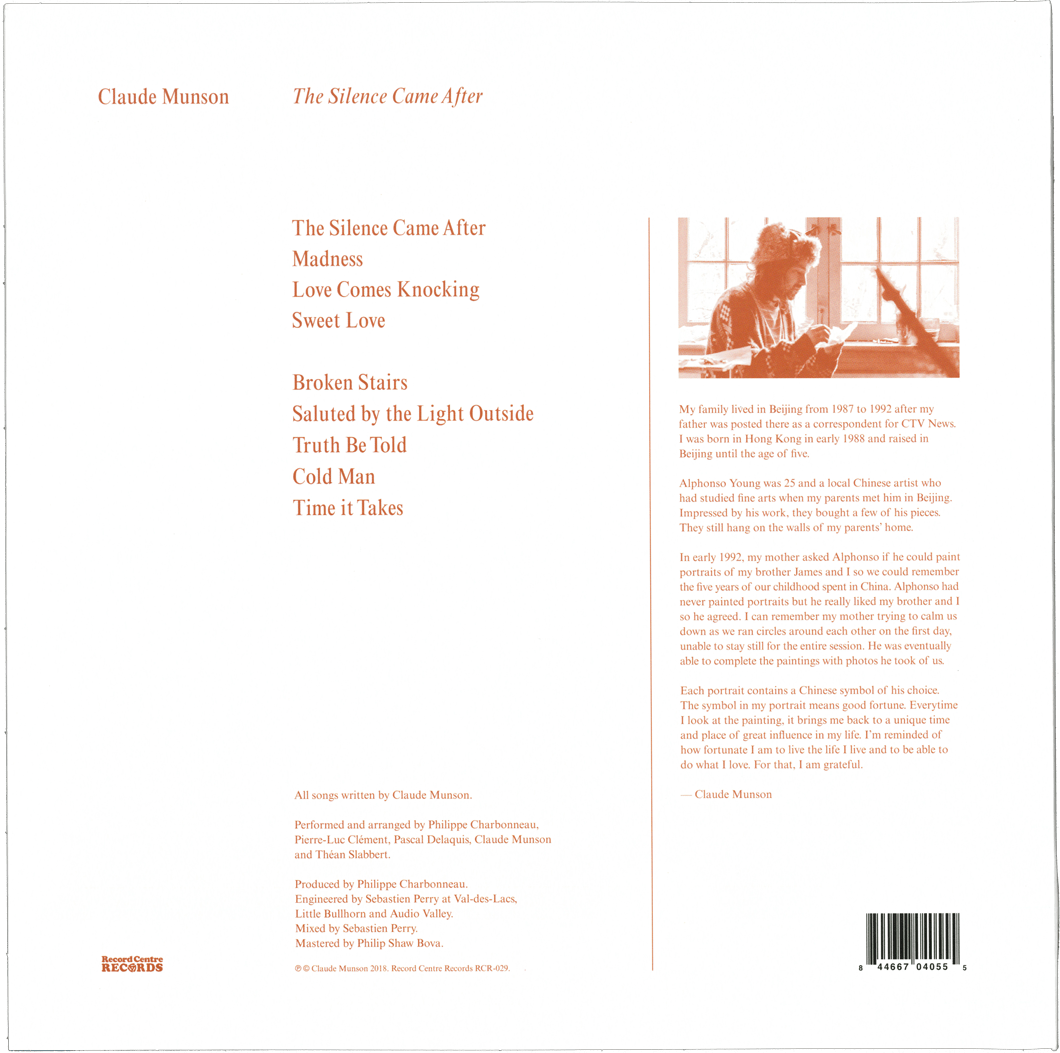 Claude Munson
The Silence Came After
The Silence Came After
Madness
Love Comes Knocking
Sweet Love
Broken Stairs
Saluted by the Light Outside
Truth Be Told
Cold Man
Time it Takes
My family lived in Beijing from 1987 to 1992 after my
father was posted there as a correspondent for CTV News.
I was born in Hong Kong in early 1988 and raised in
Beijing until the age of five.
Alphonso Young was 25 and a local Chinese artist who
had studied fine arts when my parents met him in Beijing.
Impressed by his work, they bought a few of his pieces.
They still hang on the walls of my parents' home.
In early 1992, my mother asked Alphonso if he could paint
portraits of my brother James and I so we could remember
the five years of our childhood spent in China. Alphonso had
never painted portraits but he really liked my brother and I
so he agreed. I can remember my mother trying to calm us
down as we ran circles around each other on the first day,
unable to stay still for the entire session. He was eventually
able to complete the paintings with photos he took of us.
Each portrait contains a Chinese symbol of his choice.
The symbol in my portrait means good fortune. Everytime
I look at the painting, it brings me back to a unique time
and place of great influence in my life. I'm reminded of
how fortunate I am to live the life I live and to be able to
do what I love. For that, I am grateful.
— Claude Munson
All songs written by Claude Munson.
Performed and arranged by Philippe Charbonneau,
Pierre-Luc Clément, Pascal Delaquis, Claude Munson
and Théan Slabbert.
Produced by Philippe Charbonneau.
Engineered by Sebastien Perry at Val-des-Lacs,
Little Bullhorn and Audio Valley.
Mixed by Sebastien Perry.
Mastered by Philip Shaw Bova.
℗ © Claude Munson 2018. Record Centre Records RCR-029.
Record Centre
RECORDS
8 44667 04055 5